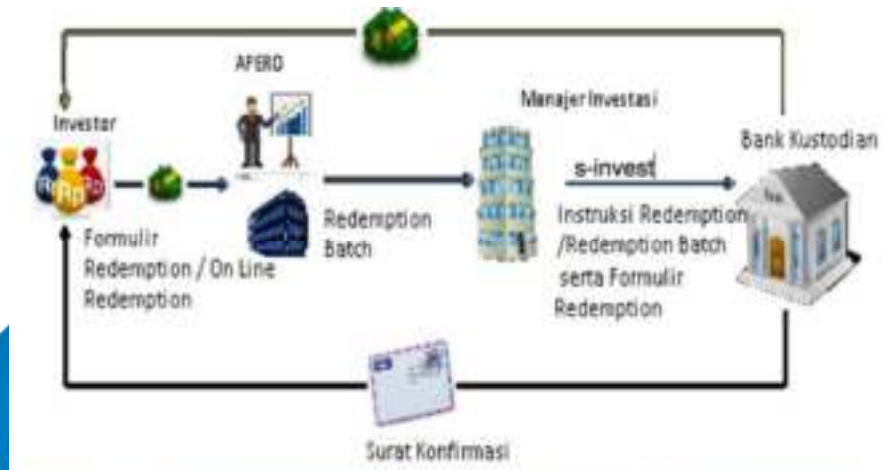 APERD
Manajer Investasi
Investor
Bank Kustodian
s-invest
Redemption
Batch
Instruksi Redemption
/Redemption Batch
serta Formulir
Redemption
Formulir
Redemption / On Line
Redemption
Surat Konfirmasi